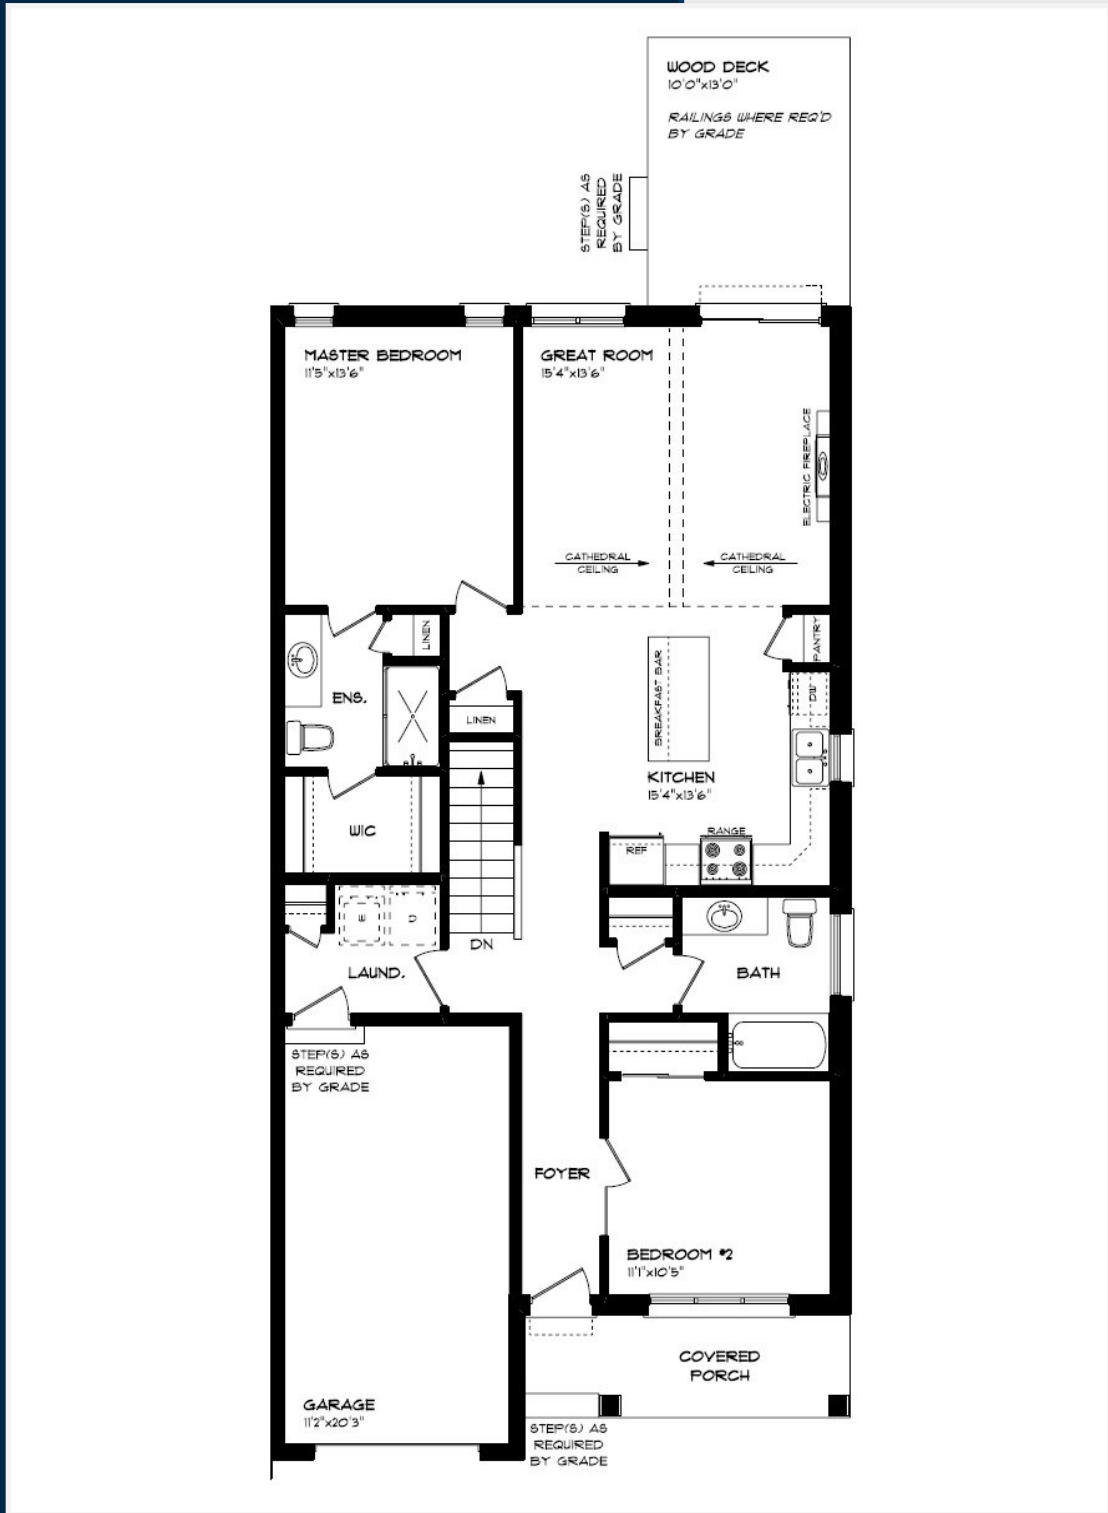 WOOD DECK
10'0"x13'0"
RAILINGS WHERE REQ'D
BY GRADE
STEP(S) AS
REQUIRED
BY GRADE
MASTER BEDROOM
11'5"x13'6"
GREAT ROOM
15'4"x13'6"
ELECTRIC FIREPLACE
CATHEDRAL
CEILING
CATHEDRAL
CEILING
LINEN
PANTRY
ENS.
LINEN
BREAKFAST BAR
DW
KITCHEN
15'4"x13'6"
WIC
REF
RANGE
DN
LAUND.
BATH
STEP(S) AS
REQUIRED
BY GRADE
FOYER
BEDROOM #2
11'1"x10'5"
COVERED
PORCH
GARAGE
11'2"x20'3"
STEP(S) AS
REQUIRED
BY GRADE